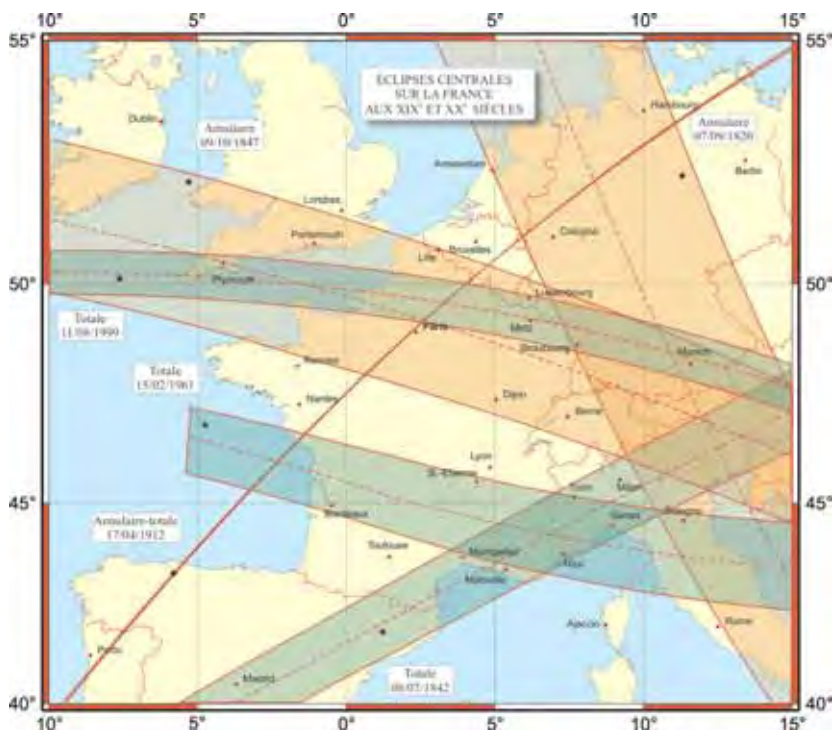 10° 5° 0° 5° 10° 15°
55° 55°
ÉCLIPSES CENTRALES
SUR LA FRANCE
AUX XIXᵉ ET XXᵉ SIÈCLES
Hambourg
Dublin
Annulaire
09/10/1847
Annulaire
07/09/1820
Amsterdam
Berlin
Londres
Portsmouth
Bruxelles
Cologne
Lille
50° 50°
Plymouth
Luxembourg
Totale
11/08/1999
Paris
Metz
Strasbourg
Munich
Totale
15/02/1961
Rennes
Nantes
Dijon
Berne
Lyon
St-Etienne
Turin
Milan
45° 45°
Bordeaux
Gênes
Annulaire-totale
17/04/1912
Toulouse
Montpellier
Marseille
Nice
Porto
Ajaccio
Rome
Madrid
Totale
08/07/1842
40° 40°
10° 5° 0° 5° 10° 15°